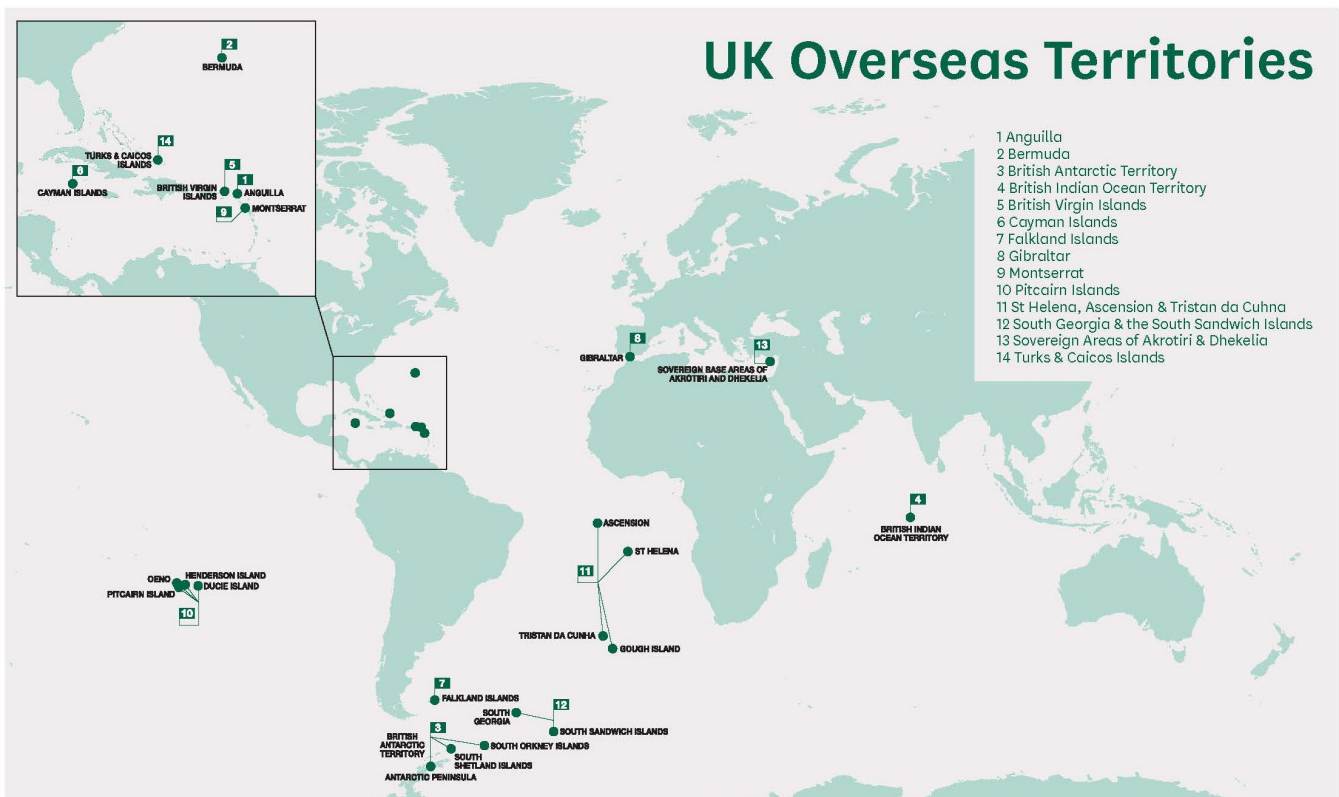 UK Overseas Territories
1 Anguilla
2 Bermuda
3 British Antarctic Territory
4 British Indian Ocean Territory
5 British Virgin Islands
6 Cayman Islands
7 Falkland Islands
8 Gibraltar
9 Montserrat
10 Pitcairn Islands
11 St Helena, Ascension & Tristan da Cuhna
12 South Georgia & the South Sandwich Islands
13 Sovereign Areas of Akrotiri & Dhekelia
14 Turks & Caicos Islands
2
BERMUDA
14
TURKS & CAICOS
ISLANDS
6
CAYMAN ISLANDS
5
BRITISH VIRGIN
ISLANDS
1
ANGUILLA
9
MONTSERRAT
8
GIBRALTAR
13
SOVEREIGN BASE AREAS OF
AKROTIRI AND DHEKELIA
4
BRITISH INDIAN
OCEAN TERRITORY
ASCENSION
ST HELENA
11
TRISTAN DA CUNHA
GOUGH ISLAND
OENO
HENDERSON ISLAND
DUCIE ISLAND
PITCAIRN ISLAND
10
7
FALKLAND ISLANDS
12
SOUTH
GEORGIA
SOUTH SANDWICH ISLANDS
3
BRITISH
ANTARCTIC
TERRITORY
SOUTH ORKNEY ISLANDS
SOUTH
SHETLAND ISLANDS
ANTARCTIC PENINSULA